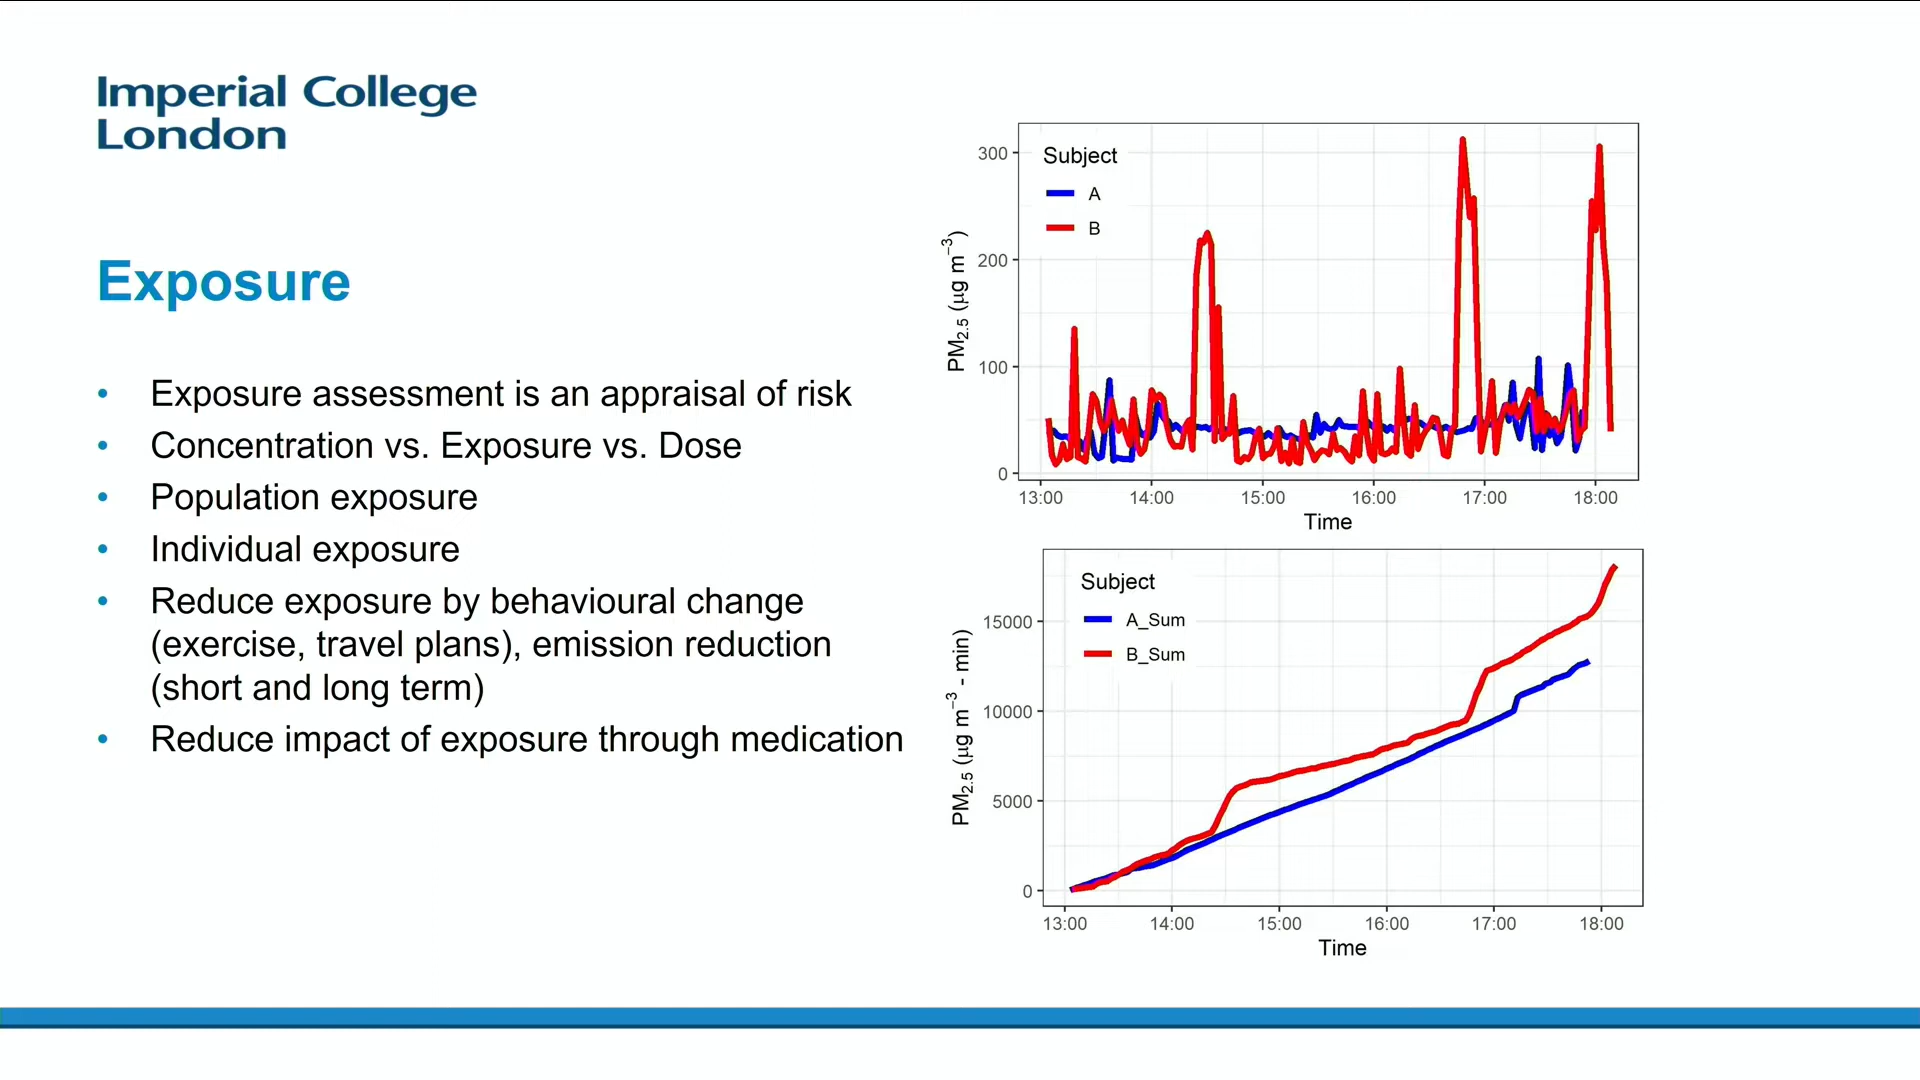 Imperial College
London
Exposure
• Exposure assessment is an appraisal of risk
• Concentration vs. Exposure vs. Dose
• Population exposure
• Individual exposure
• Reduce exposure by behavioural change
(exercise, travel plans), emission reduction
(short and long term)
• Reduce impact of exposure through medication
Subject
A
B
PM2.5 (μg m−3)
300
200
100
0
13:00 14:00 15:00 16:00 17:00 18:00
Time
Subject
A_Sum
B_Sum
PM2.5 (μg m−3 - min)
15000
10000
5000
0
13:00 14:00 15:00 16:00 17:00 18:00
Time